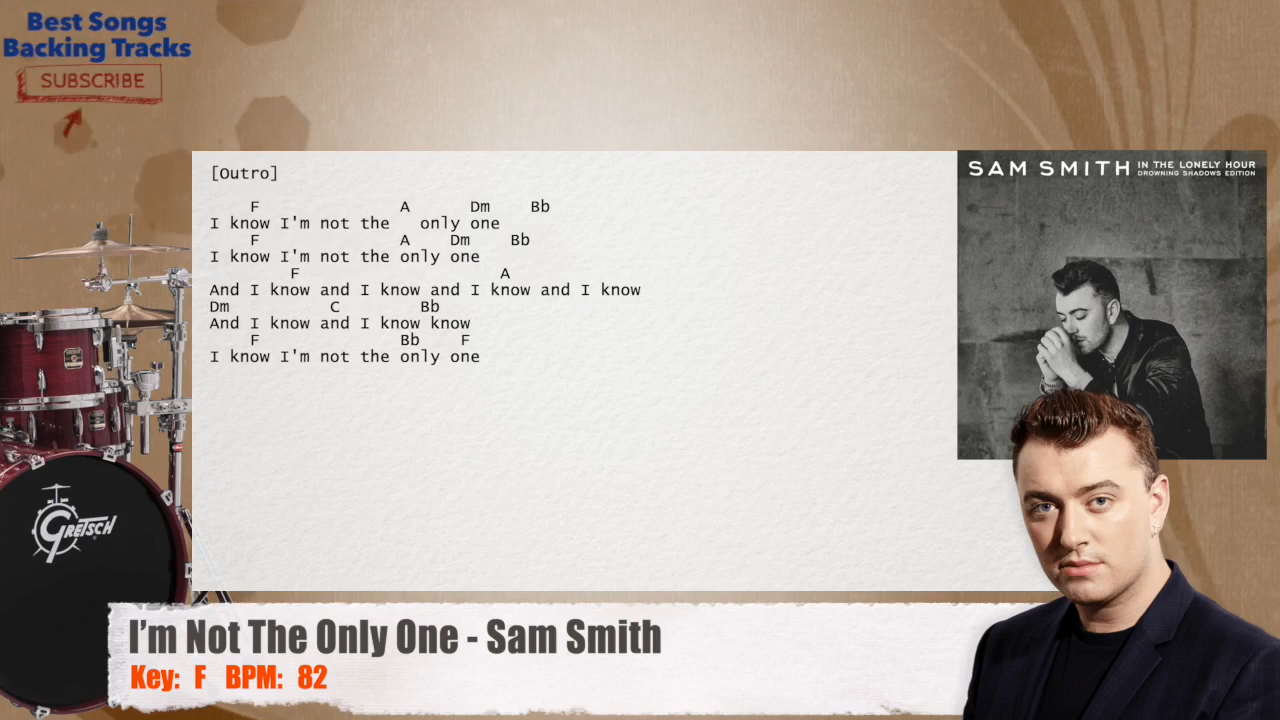 Best Songs
Backing Tracks
SUBSCRIBE
SAM SMITH IN THE LONELY HOUR
DROWNING SHADOWS EDITION
[Outro]
    F              A      Dm    Bb
I know I'm not the   only one
    F              A    Dm    Bb
I know I'm not the only one
        F                    A
And I know and I know and I know and I know
Dm          C        Bb
And I know and I know know
    F              Bb    F
I know I'm not the only one
GRETSCH
I'm Not The Only One - Sam Smith
Key: F BPM: 82